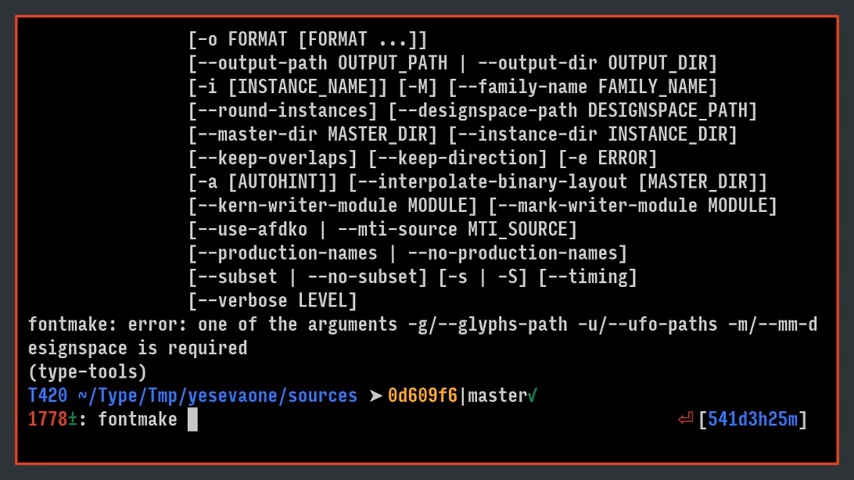 [-o FORMAT [FORMAT ...]]
[--output-path OUTPUT_PATH | --output-dir OUTPUT_DIR]
[-i [INSTANCE_NAME]] [-M] [--family-name FAMILY_NAME]
[--round-instances] [--designspace-path DESIGNSPACE_PATH]
[--master-dir MASTER_DIR] [--instance-dir INSTANCE_DIR]
[--keep-overlaps] [--keep-direction] [-e ERROR]
[-a [AUTOHINT]] [--interpolate-binary-layout [MASTER_DIR]]
[--kern-writer-module MODULE] [--mark-writer-module MODULE]
[--use-afdko | --mti-source MTI_SOURCE]
[--production-names | --no-production-names]
[--subset | --no-subset] [-s | -S] [--timing]
[--verbose LEVEL]
fontmake: error: one of the arguments -g/--glyphs-path -u/--ufo-paths -m/--mm-d
esignspace is required
(type-tools)
T420 ~/Type/Tmp/yesevaone/sources ➤ 0d609f6|master✓
1778±: fontmake ⏎ [541d3h25m]